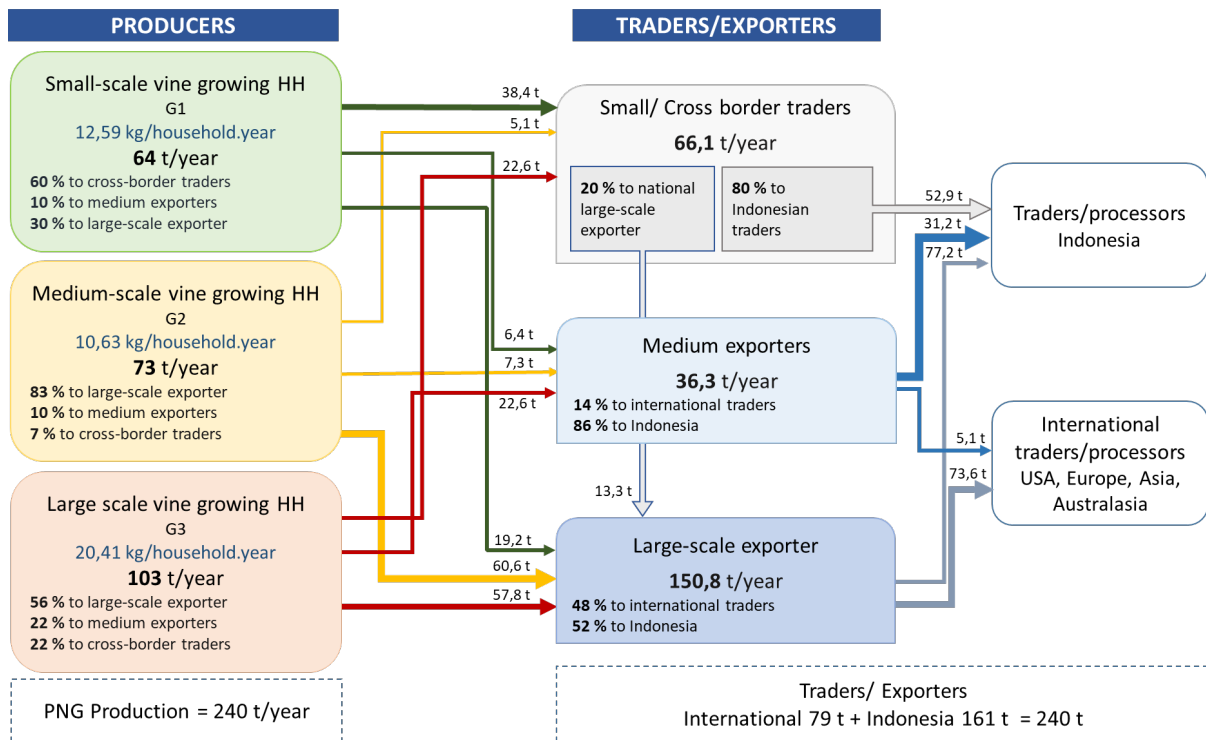 PRODUCERS
TRADERS/EXPORTERS
Small-scale vine growing HH
G1
12,59 kg/household.year
64 t/year
60 % to cross-border traders
10 % to medium exporters
30 % to large-scale exporter
Medium-scale vine growing HH
G2
10,63 kg/household.year
73 t/year
83 % to large-scale exporter
10 % to medium exporters
7 % to cross-border traders
Large scale vine growing HH
G3
20,41 kg/household.year
103 t/year
56 % to large-scale exporter
22 % to medium exporters
22 % to cross-border traders
PNG Production = 240 t/year
38,4 t
5,1 t
22,6 t
6,4 t
7,3 t
22,6 t
13,3 t
19,2 t
60,6 t
57,8 t
Small/ Cross border traders
66,1 t/year
20 % to national
large-scale
exporter
80 % to
Indonesian
traders
Medium exporters
36,3 t/year
14 % to international traders
86 % to Indonesia
Large-scale exporter
150,8 t/year
48 % to international traders
52 % to Indonesia
52,9 t
31,2 t
77,2 t
5,1 t
73,6 t
Traders/processors
Indonesia
International
traders/processors
USA, Europe, Asia,
Australasia
Traders/ Exporters
International 79 t + Indonesia 161 t = 240 t